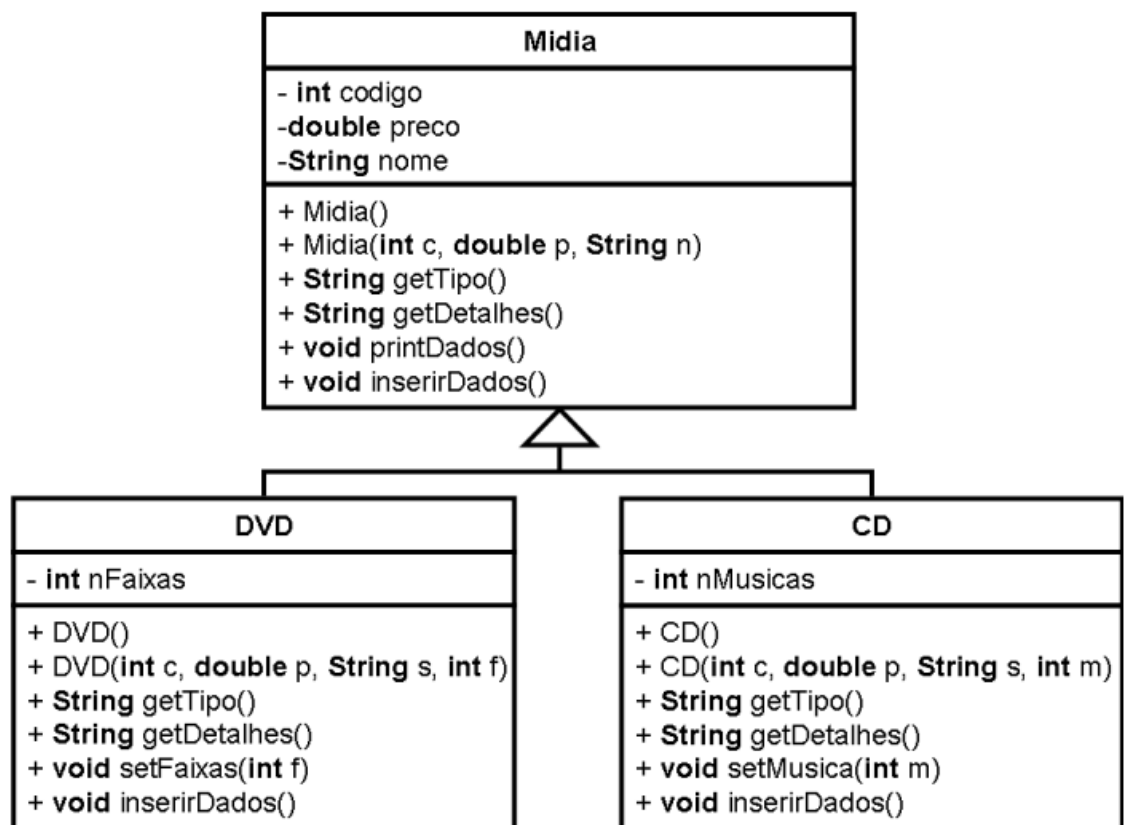 Midia
- int codigo
-double preco
-String nome
+ Midia()
+ Midia(int c, double p, String n)
+ String getTipo()
+ String getDetalhes()
+ void printDados()
+ void inserirDados()
DVD
- int nFaixas
+ DVD()
+ DVD(int c, double p, String s, int f)
+ String getTipo()
+ String getDetalhes()
+ void setFaixas(int f)
+ void inserirDados()
CD
- int nMusicas
+ CD()
+ CD(int c, double p, String s, int m)
+ String getTipo()
+ String getDetalhes()
+ void setMusica(int m)
+ void inserirDados()